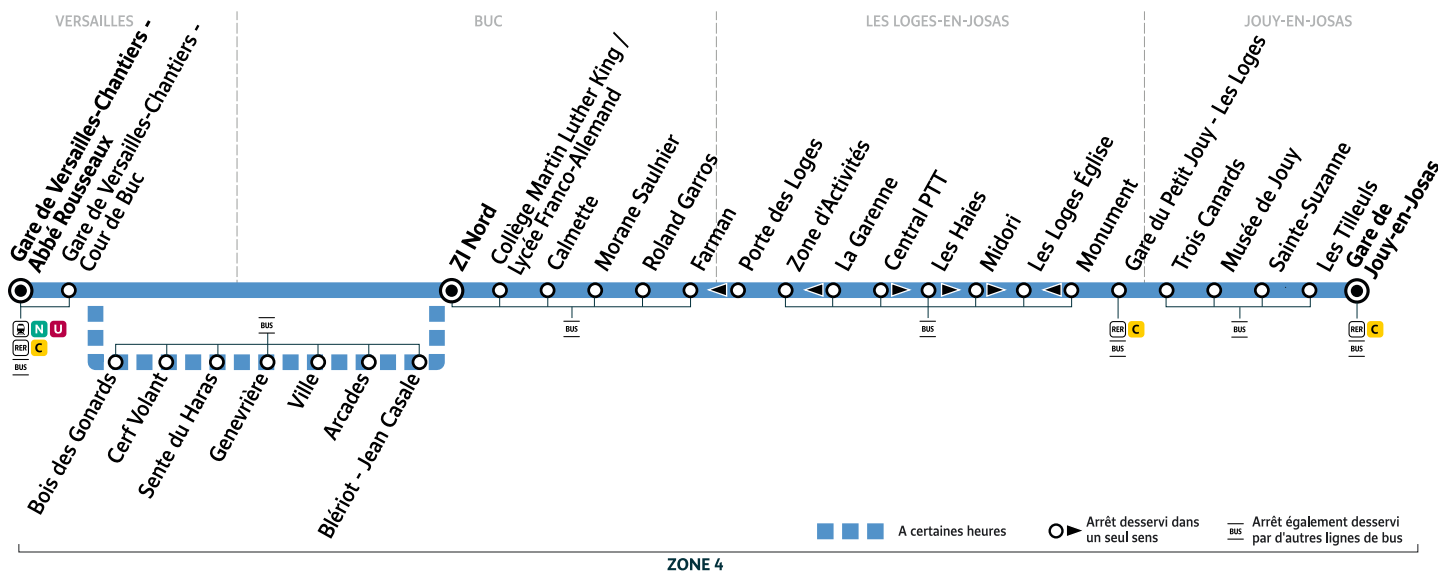 VERSAILLES
BUC
LES LOGES-EN-JOSAS
JOUY-EN-JOSAS
Gare de Versailles-Chantiers -
Abbé Rousseaux
Gare de Versailles-Chantiers -
Cour de Buc
ZI Nord
Collège Martin Luther King /
Lycée Franco-Allemand
Calmette
Morane Saulnier
Roland Garros
Farman
Porte des Loges
Zone d'Activités
La Garenne
Central PTT
Les Haies
Midori
Les Loges Église
Monument
Gare du Petit Jouy - Les Loges
Trois Canards
Musée de Jouy
Sainte-Suzanne
Les Tilleuls
Gare de
Jouy-en-Josas
N U
RER C
BUS
BUS
BUS
BUS
RER C
BUS
BUS
RER C
BUS
Bois des Gonards
Cerf Volant
Sente du Haras
Genevrière
Ville
Arcades
Blériot - Jean Casale
A certaines heures
Arrêt desservi dans
un seul sens
BUS
Arrêt également desservi
par d'autres lignes de bus
ZONE 4